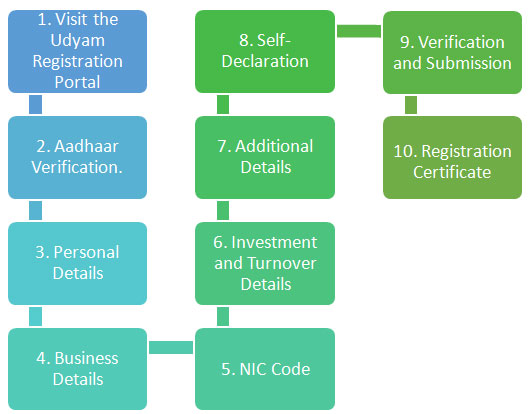 1. Visit the
Udyam
Registration
Portal
2. Aadhaar
Verification.
3. Personal
Details
4. Business
Details
5. NIC Code
6. Investment
and Turnover
Details
7. Additional
Details
8. Self-
Declaration
9. Verification
and Submission
10. Registration
Certificate